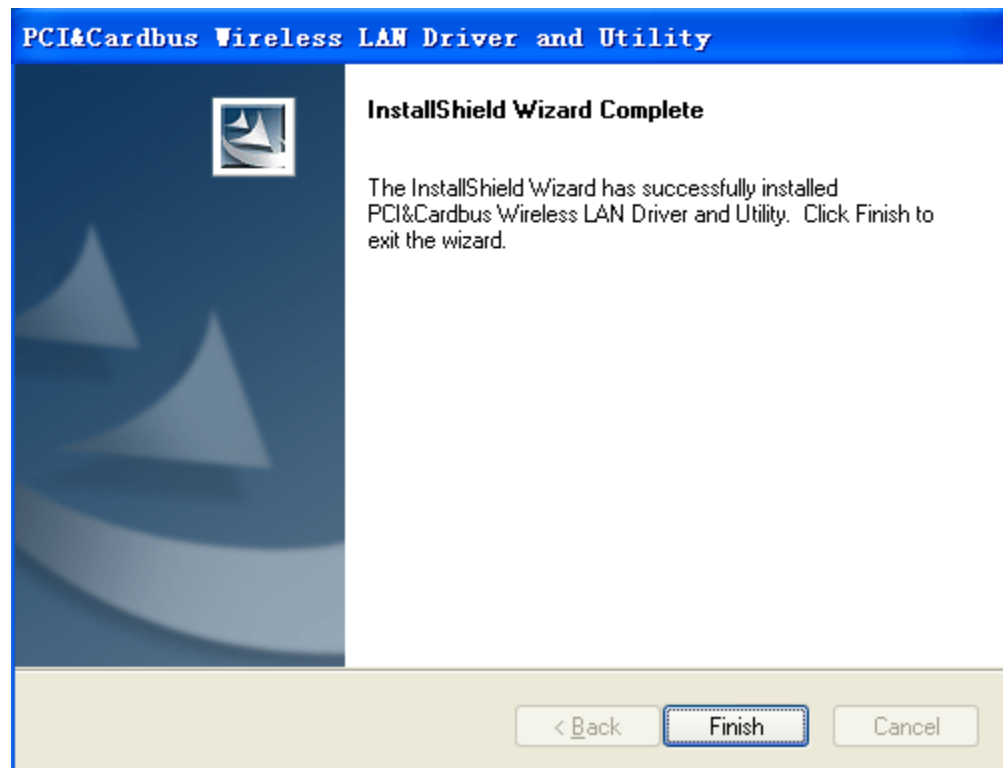 PCI&Cardbus Wireless LAN Driver and Utility
InstallShield Wizard Complete
The InstallShield Wizard has successfully installed
PCI&Cardbus Wireless LAN Driver and Utility.  Click Finish to
exit the wizard.
< Back
Finish
Cancel